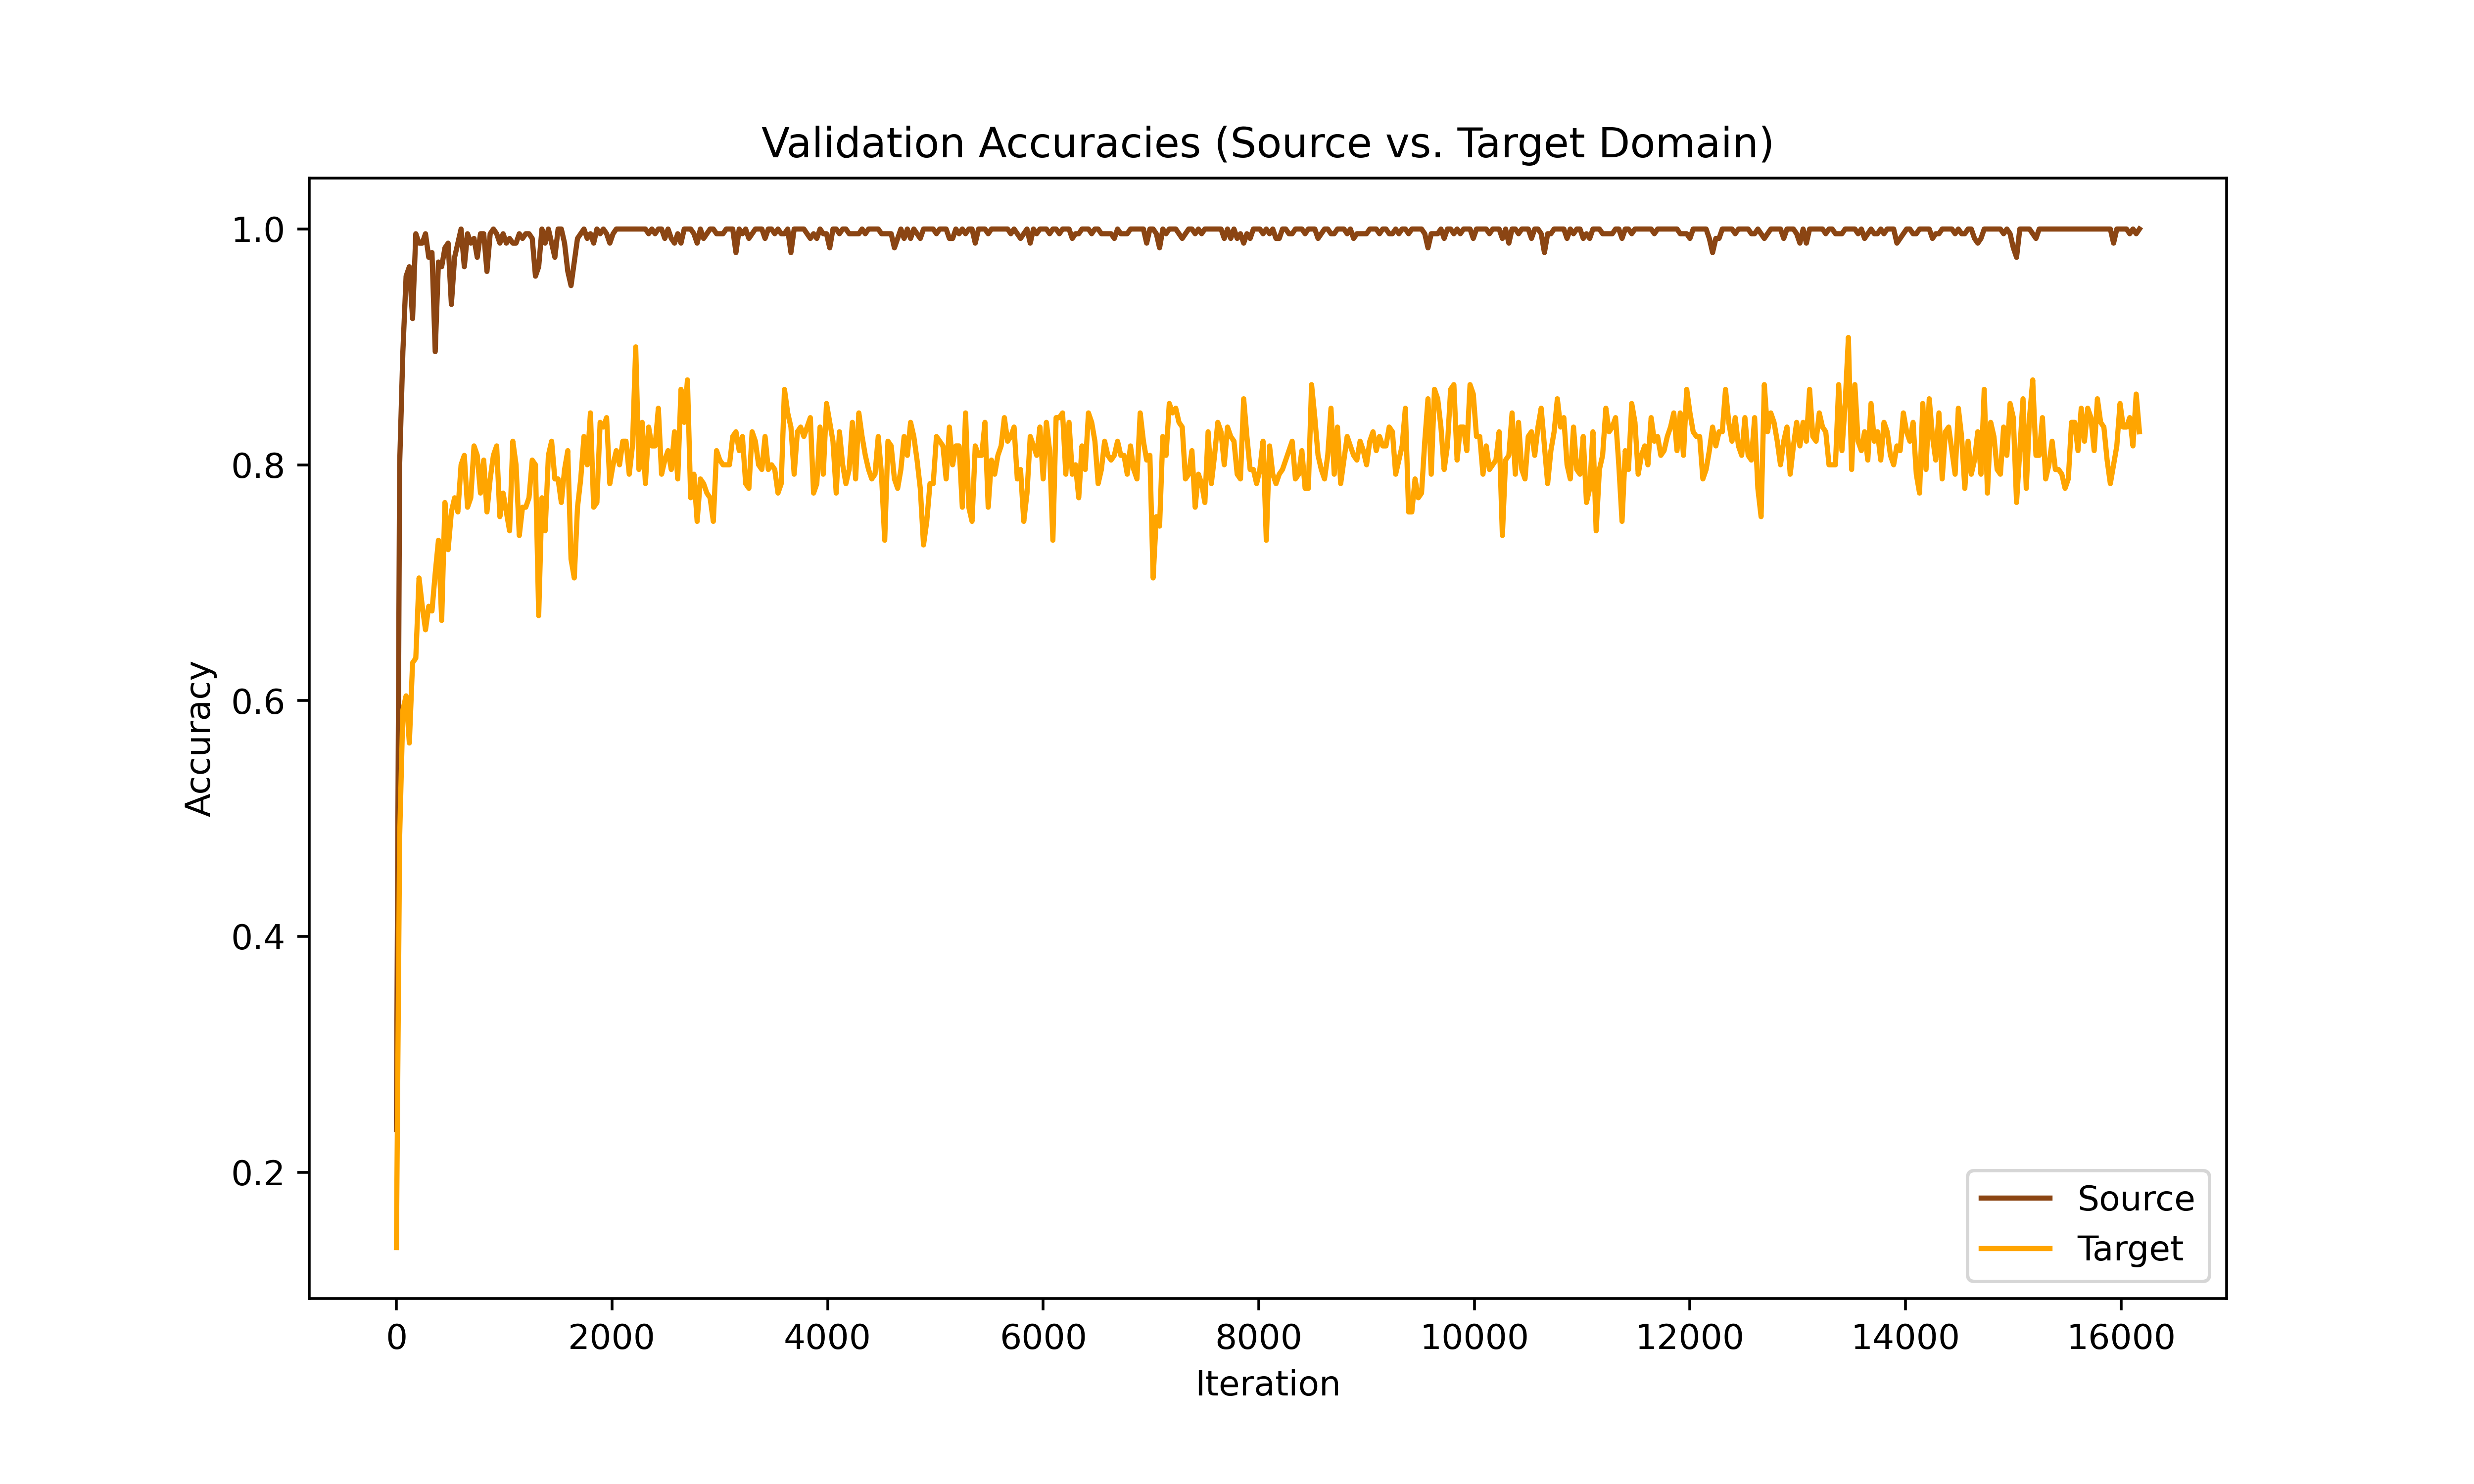 Validation Accuracies (Source vs. Target Domain)
1.0
0.8
0.6
0.4
0.2
Accuracy
0 2000 4000 6000 8000 10000 12000 14000 16000
Iteration
Source
Target